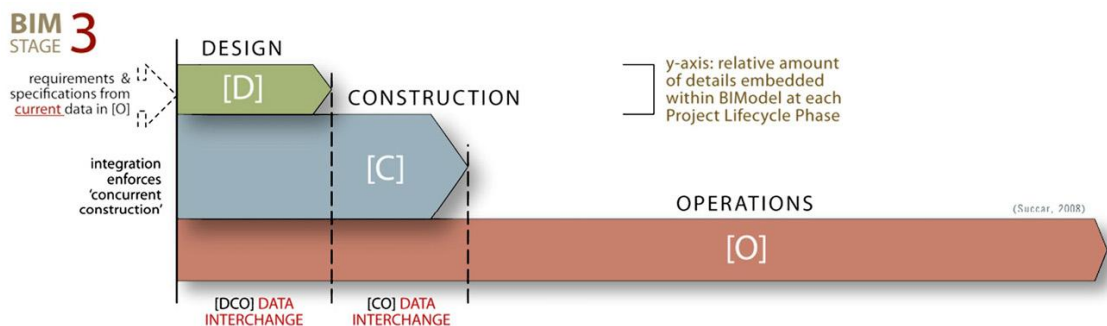 BIM
STAGE 3
requirements &
specifications from
current data in [O]
integration
enforces
'concurrent
construction'
DESIGN
[D]
CONSTRUCTION
[C]
y-axis: relative amount
of details embedded
within BIModel at each
Project Lifecycle Phase
OPERATIONS
(Succar, 2008)
[O]
[DCO] DATA
INTERCHANGE
[CO] DATA
INTERCHANGE